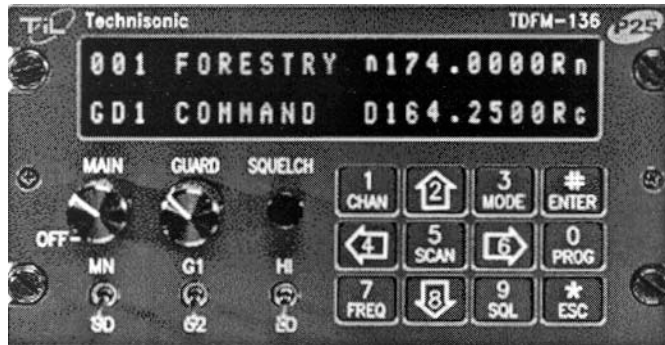 TiL Technisonic TDFM-136 P25
001 FORESTRY n174.0000Rn
GD1 COMMAND D164.2500Rc
MAIN GUARD SQUELCH
OFF
MN G1 HI
G2
1 CHAN
2
3 MODE
# ENTER
4
5 SCAN
6
0 PROG
7 FREQ
8
9 SQL
* ESC